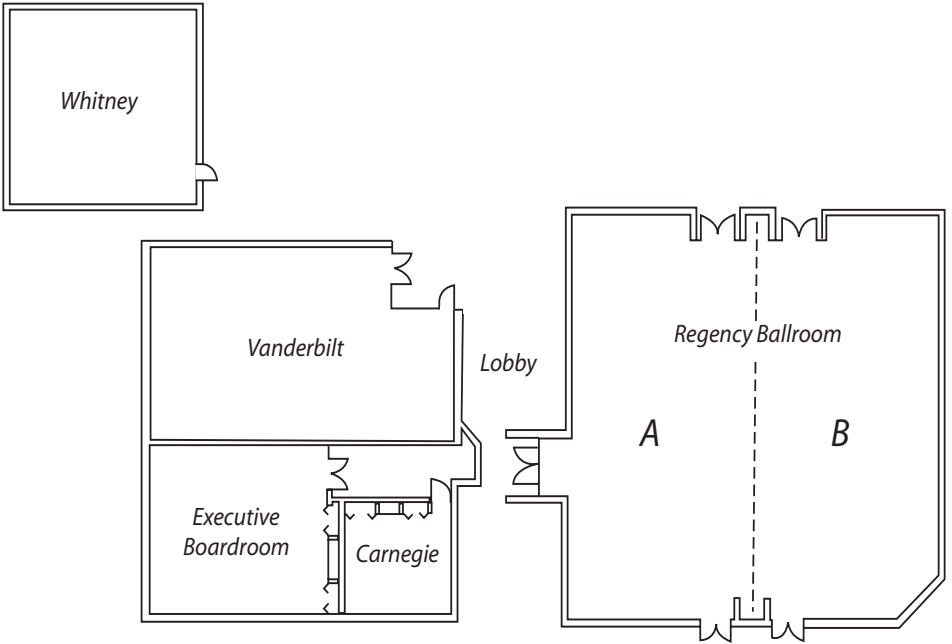 Whitney
Regency Ballroom
Vanderbilt
Lobby
A
B
Executive
Boardroom
Carnegie